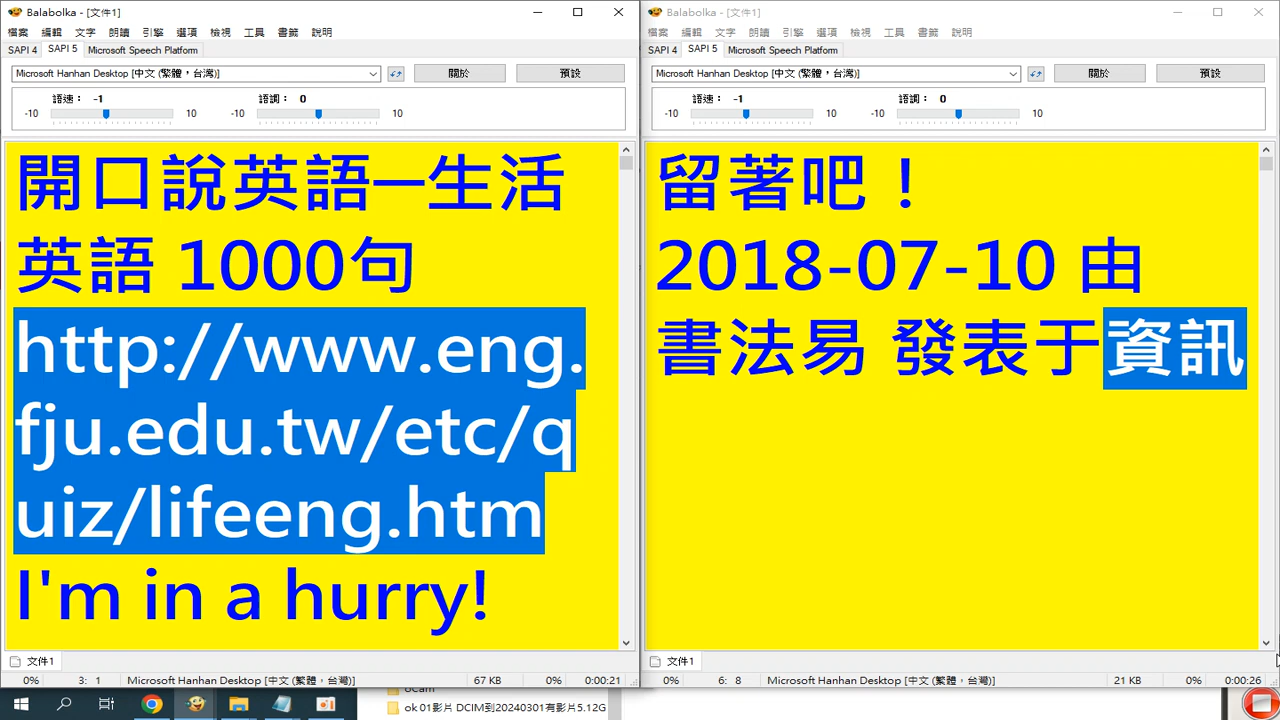 Balabolka - [文件1]
檔案 編輯 文字 朗讀 引擎 選項 檢視 工具 書籤 說明
SAPI 4 SAPI 5 Microsoft Speech Platform
Microsoft Hanhan Desktop [中文 (繁體，台灣)] 關於 預設
語速： -1 語調： 0
-10 10 -10 10
開口說英語─生活
英語 1000句
http://www.eng.
fju.edu.tw/etc/q
uiz/lifeeng.htm
I'm in a hurry!
文件1
0% 3: 1 Microsoft Hanhan Desktop [中文 (繁體，台灣)] 67 KB 0% 0:00:21
Balabolka - [文件1]
檔案 編輯 文字 朗讀 引擎 選項 檢視 工具 書籤 說明
SAPI 4 SAPI 5 Microsoft Speech Platform
Microsoft Hanhan Desktop [中文 (繁體，台灣)] 關於 預設
語速： -1 語調： 0
-10 10 -10 10
留著吧！
2018-07-10 由
書法易 發表于資訊
文件1
0% 6: 8 Microsoft Hanhan Desktop [中文 (繁體，台灣)] 21 KB 0% 0:00:26
oCam
ok 01影片 DCIM到20240301有影片5.12G